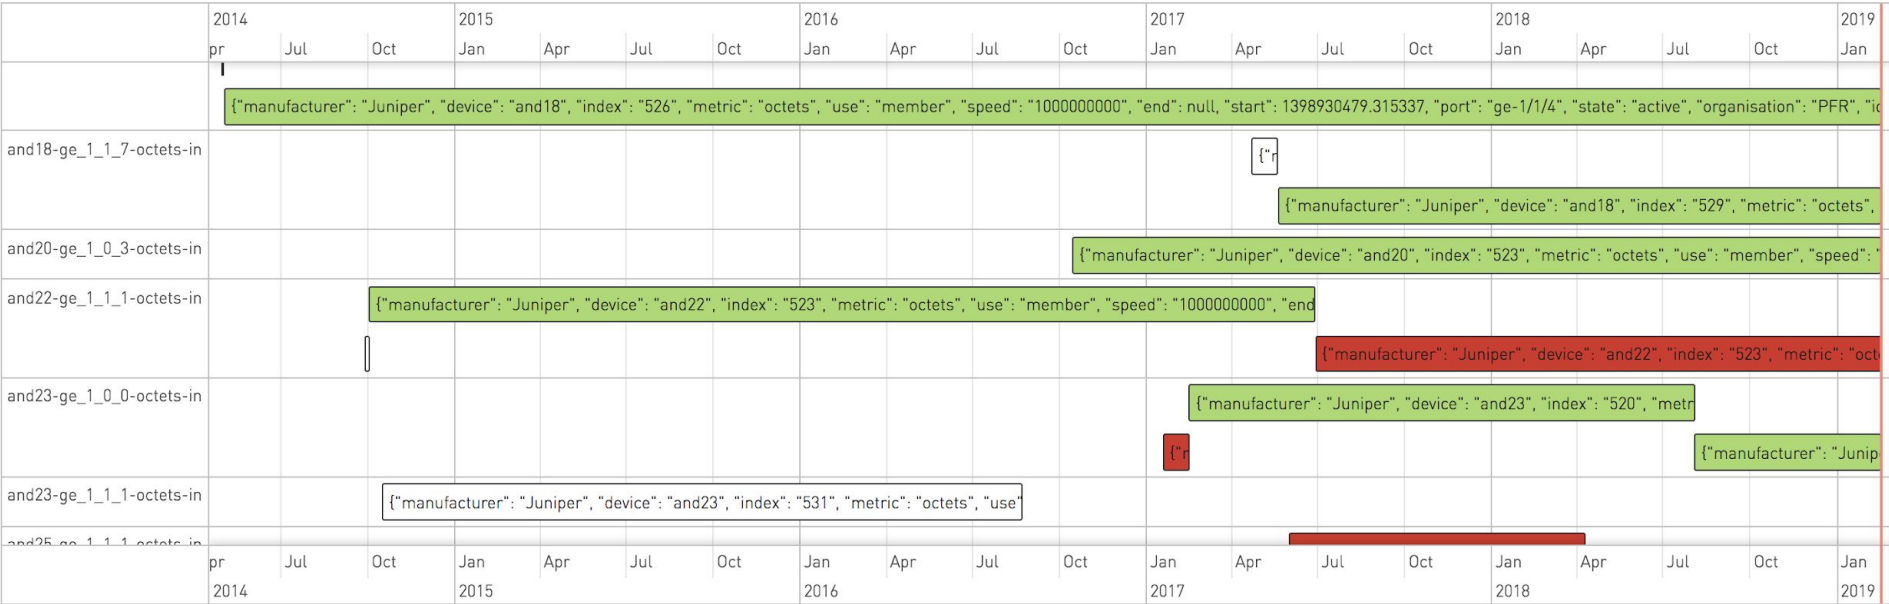 2014 2015 2016 2017 2018 2019
pr Jul Oct Jan Apr Jul Oct Jan Apr Jul Oct Jan Apr Jul Oct Jan Apr Jul Oct Jan
{"manufacturer": "Juniper", "device": "and18", "index": "526", "metric": "octets", "use": "member", "speed": "1000000000", "end": null, "start": 1398930479.315337, "port": "ge-1/1/4", "state": "active", "organisation": "PFR", "ic
and18-ge_1_1_7-octets-in
{"r
{"manufacturer": "Juniper", "device": "and18", "index": "529", "metric": "octets",
and20-ge_1_0_3-octets-in
{"manufacturer": "Juniper", "device": "and20", "index": "523", "metric": "octets", "use": "member", "speed": "
and22-ge_1_1_1-octets-in
{"manufacturer": "Juniper", "device": "and22", "index": "523", "metric": "octets", "use": "member", "speed": "1000000000", "end
{"manufacturer": "Juniper", "device": "and22", "index": "523", "metric": "octe
and23-ge_1_0_0-octets-in
{"manufacturer": "Juniper", "device": "and23", "index": "520", "metr
{"r
{"manufacturer": "Junip
and23-ge_1_1_1-octets-in
{"manufacturer": "Juniper", "device": "and23", "index": "531", "metric": "octets", "use"
and25-ge_1_1_1-octets-in
pr Jul Oct Jan Apr Jul Oct Jan Apr Jul Oct Jan Apr Jul Oct Jan Apr Jul Oct Jan
2014 2015 2016 2017 2018 2019